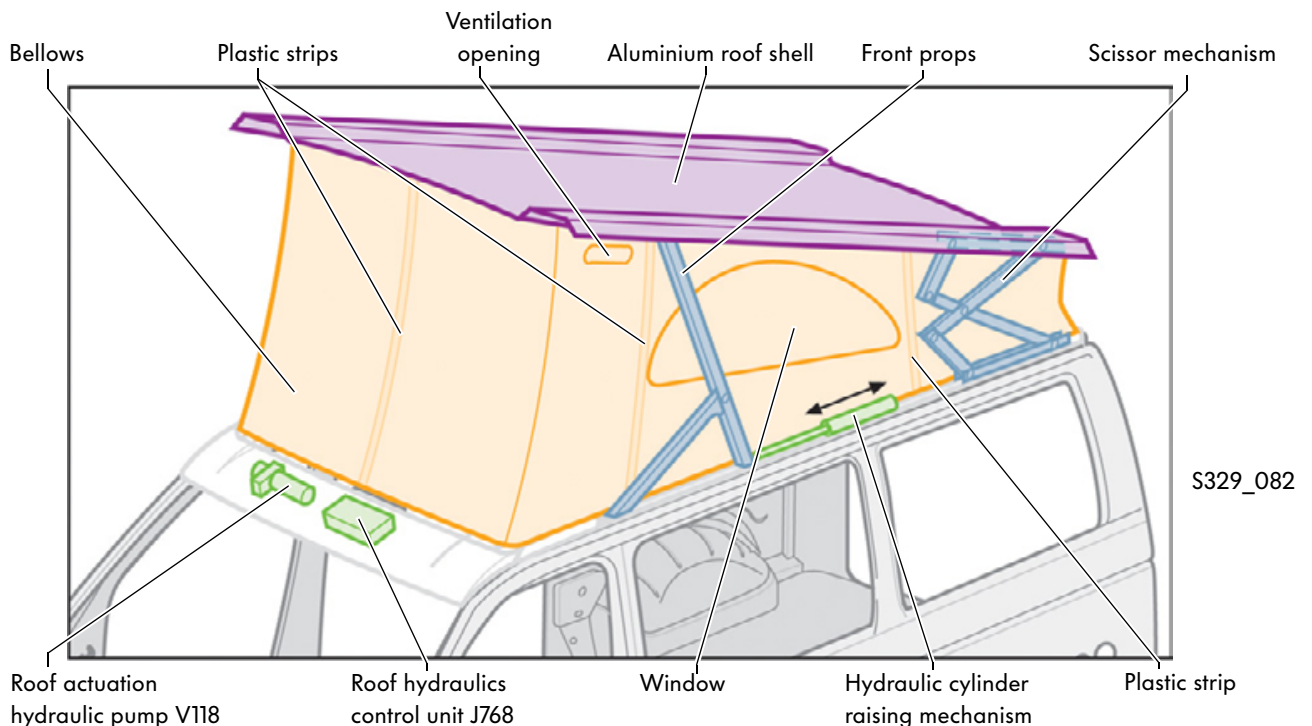 Ventilation
opening
Bellows
Plastic strips
Aluminium roof shell
Front props
Scissor mechanism
S329_082
Roof actuation
hydraulic pump V118
Roof hydraulics
control unit J768
Window
Hydraulic cylinder
raising mechanism
Plastic strip